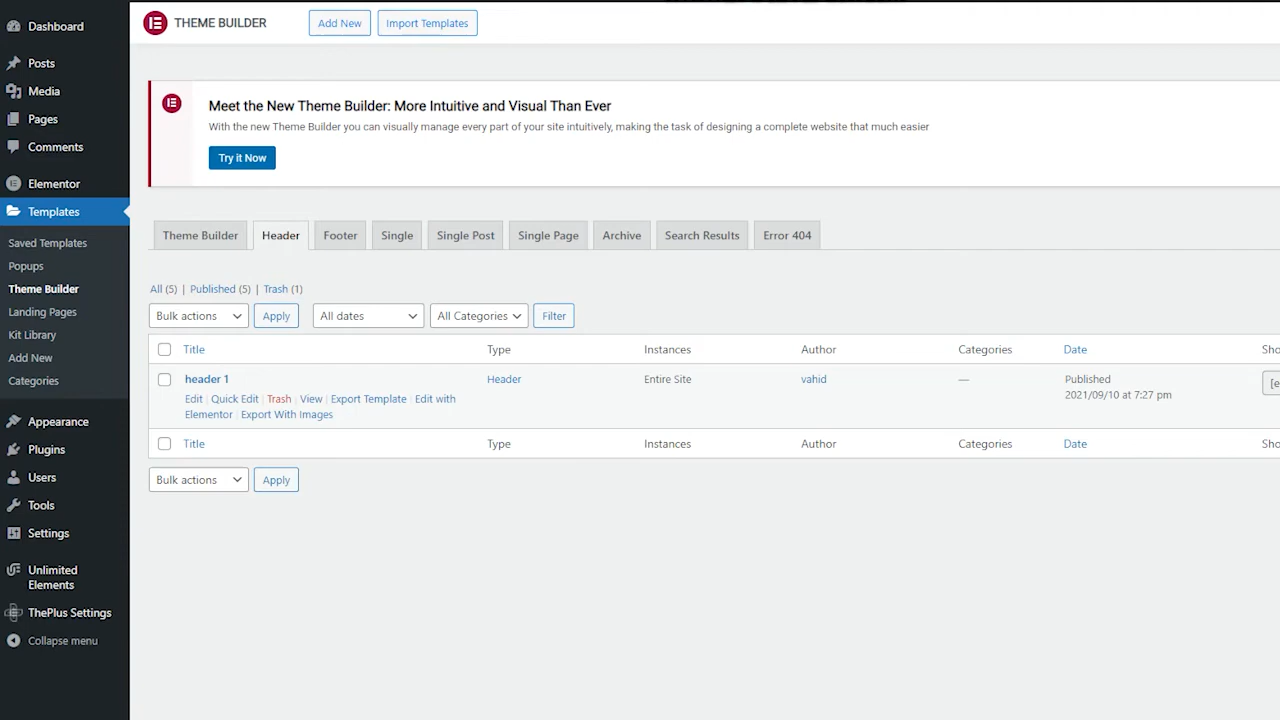 Dashboard
Posts
Media
Pages
Comments
Elementor
Templates
Saved Templates
Popups
Theme Builder
Landing Pages
Kit Library
Add New
Categories
Appearance
Plugins
Users
Tools
Settings
Unlimited
Elements
ThePlus Settings
Collapse menu
THEME BUILDER Add New Import Templates
Meet the New Theme Builder: More Intuitive and Visual Than Ever
With the new Theme Builder you can visually manage every part of your site intuitively, making the task of designing a complete website that much easier
Try it Now
Theme Builder Header Footer Single Single Post Single Page Archive Search Results Error 404
All (5) | Published (5) | Trash (1)
Bulk actions Apply All dates All Categories Filter
Title Type Instances Author Categories Date
header 1 Header Entire Site vahid — Published
2021/09/10 at 7:27 pm
Edit | Quick Edit | Trash | View | Export Template | Edit with
Elementor | Export With Images
Title Type Instances Author Categories Date
Bulk actions Apply